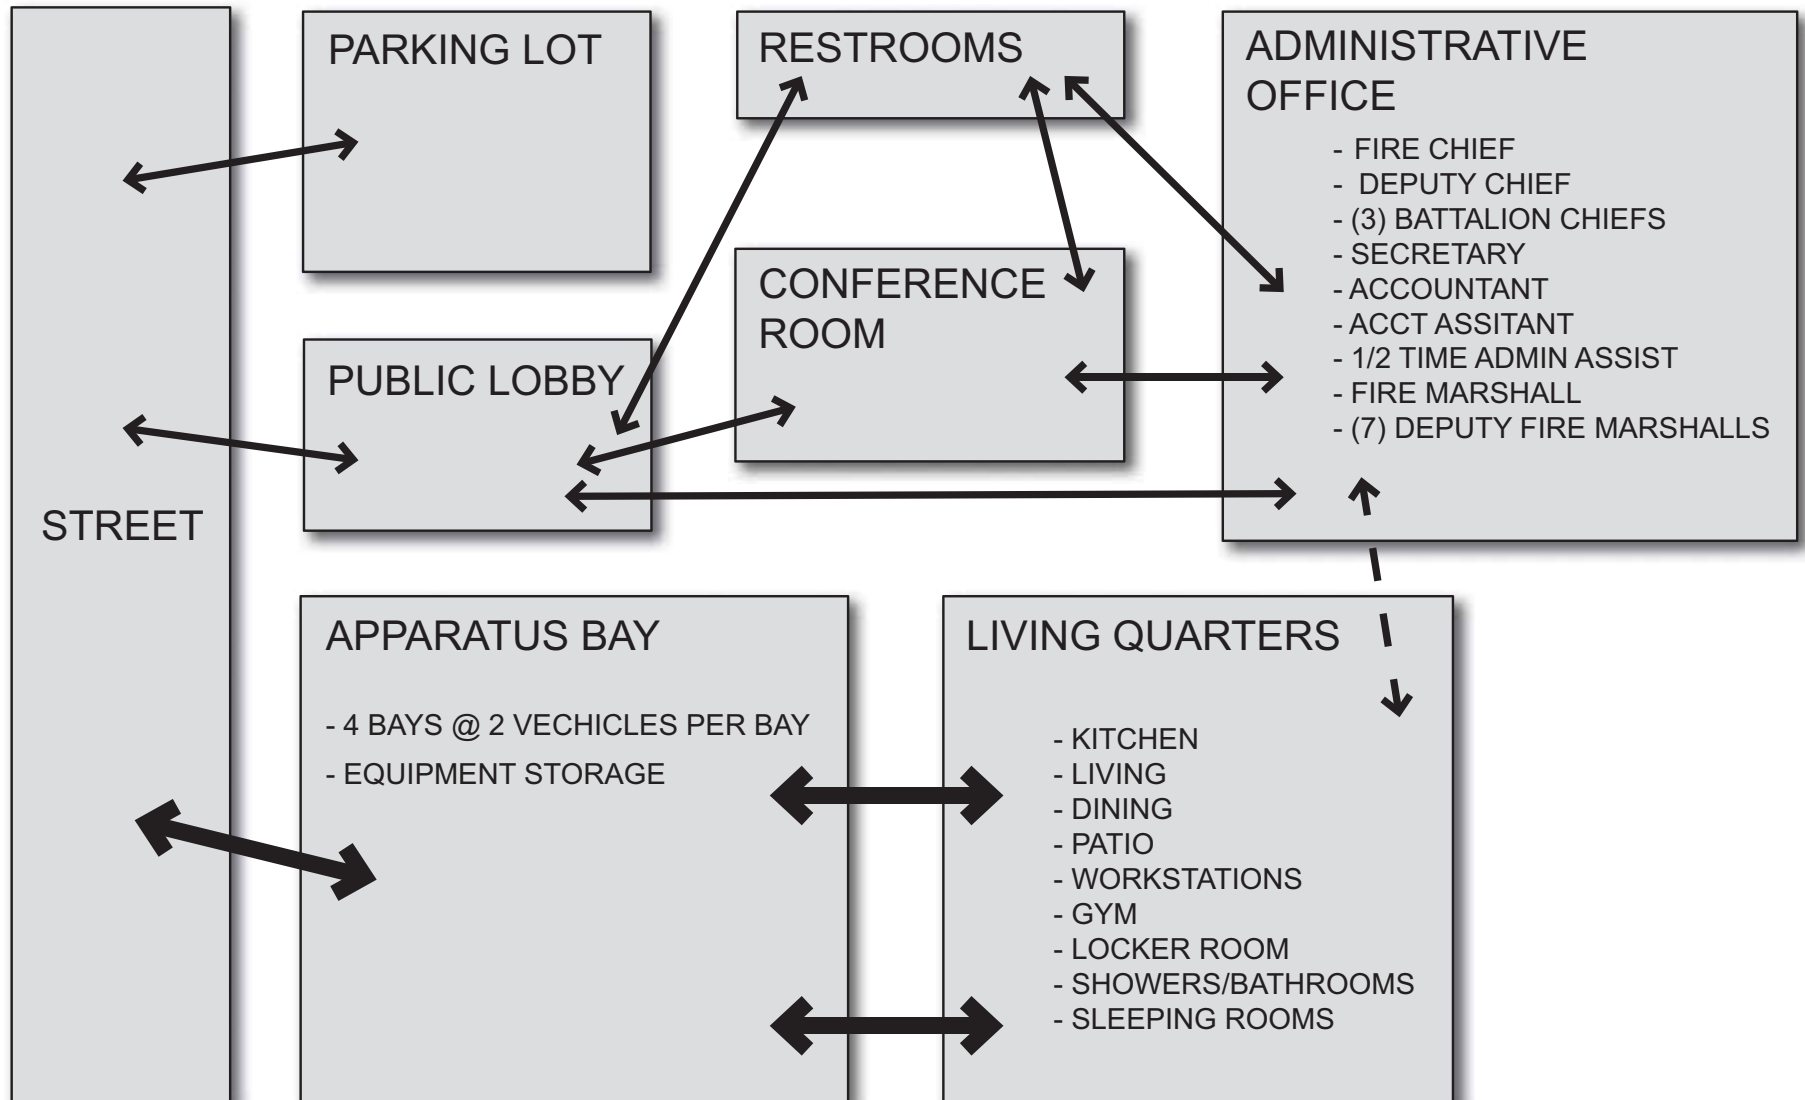 STREET
PARKING LOT
RESTROOMS
ADMINISTRATIVE
OFFICE
- FIRE CHIEF
- DEPUTY CHIEF
- (3) BATTALION CHIEFS
- SECRETARY
- ACCOUNTANT
- ACCT ASSITANT
- 1/2 TIME ADMIN ASSIST
- FIRE MARSHALL
- (7) DEPUTY FIRE MARSHALLS
PUBLIC LOBBY
CONFERENCE
ROOM
APPARATUS BAY
- 4 BAYS @ 2 VECHICLES PER BAY
- EQUIPMENT STORAGE
LIVING QUARTERS
- KITCHEN
- LIVING
- DINING
- PATIO
- WORKSTATIONS
- GYM
- LOCKER ROOM
- SHOWERS/BATHROOMS
- SLEEPING ROOMS